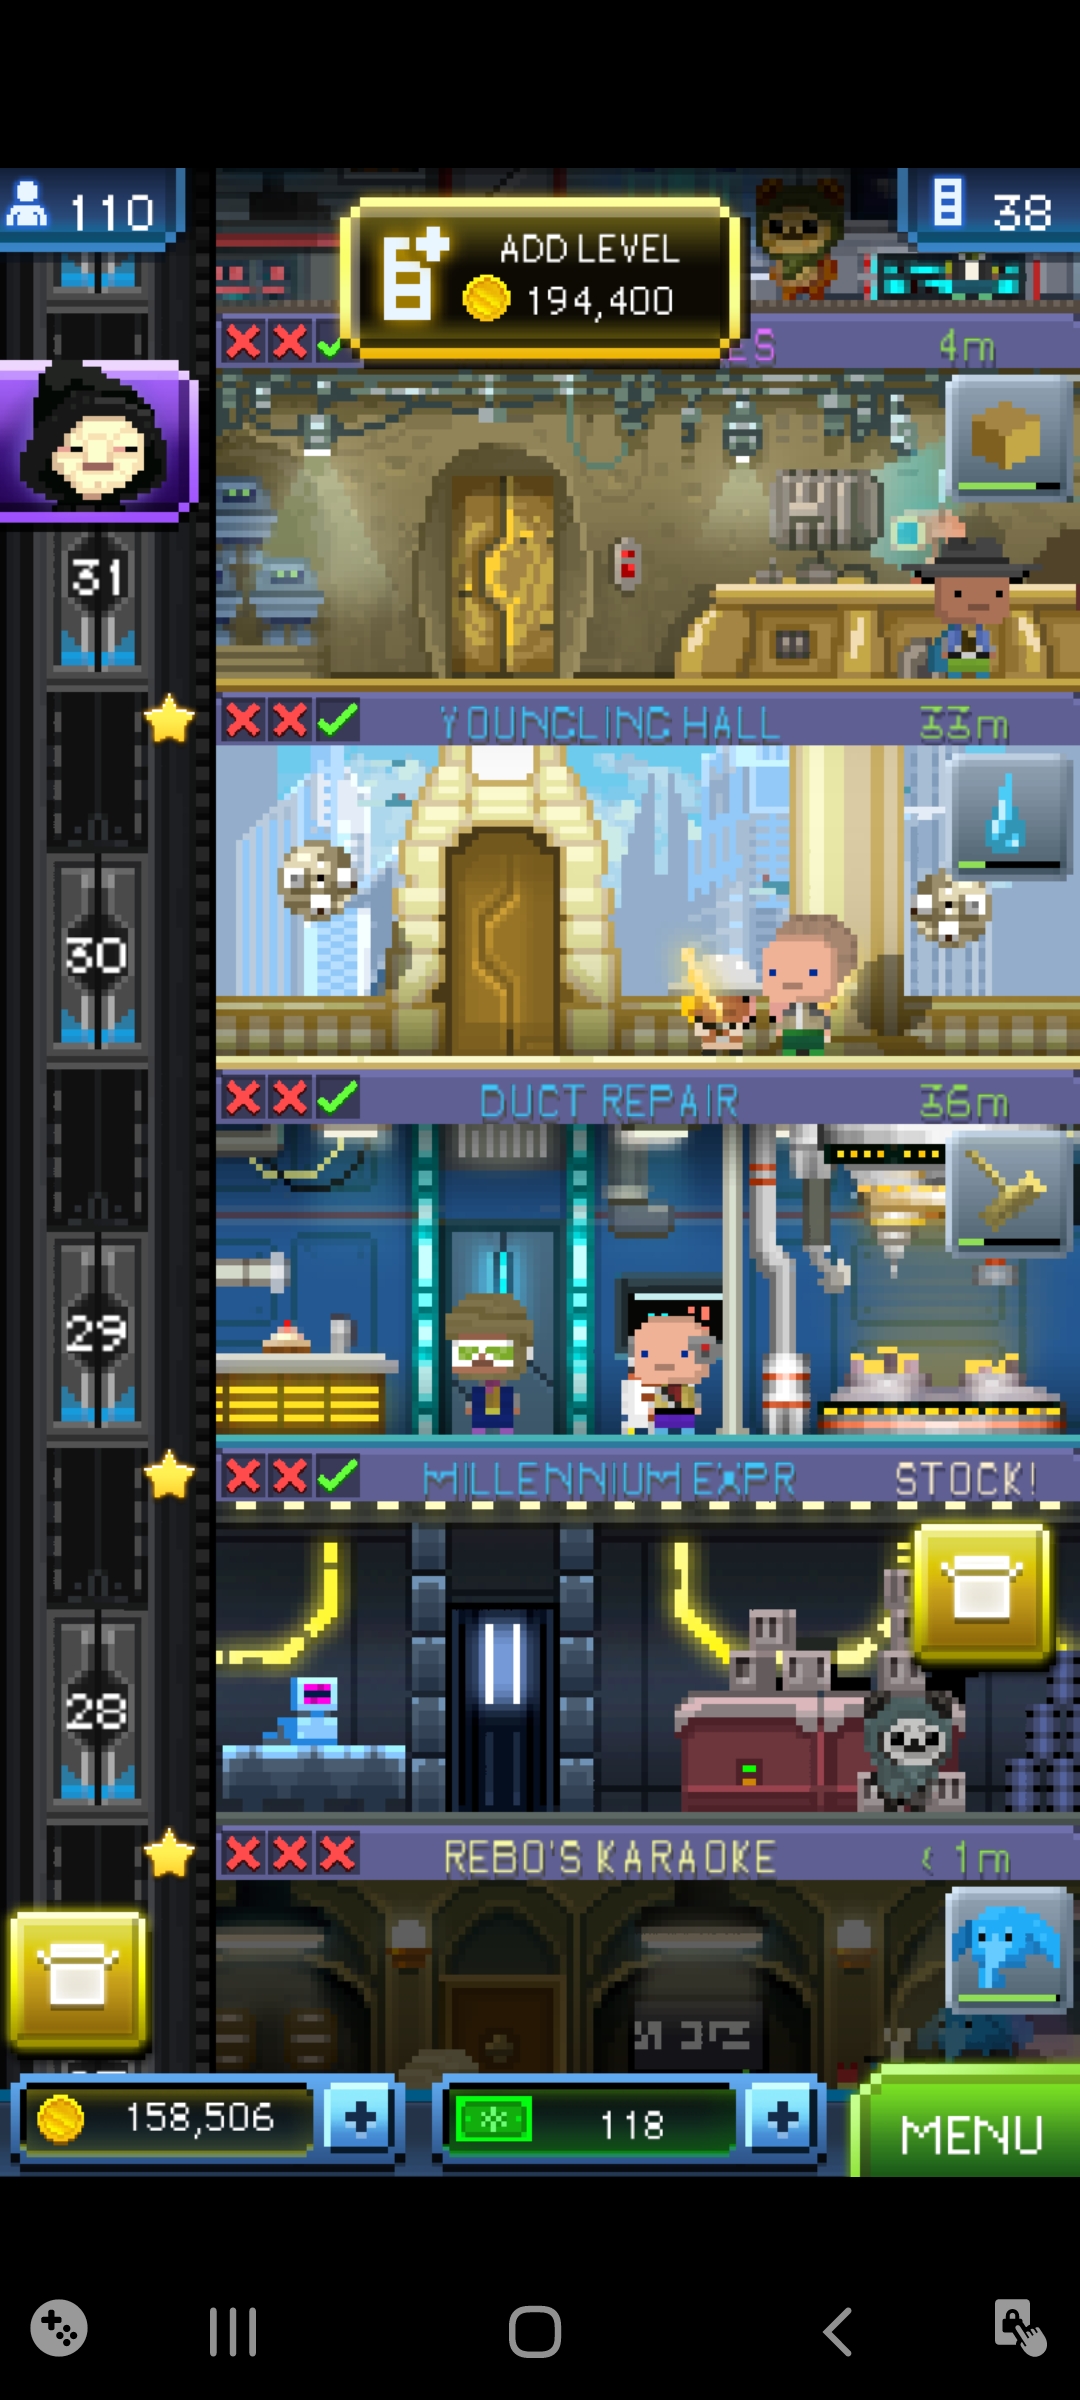 110
ADD LEVEL
194,400
38
ES
4m
31
YOUNGLING HALL
33m
30
DUCT REPAIR
36m
29
MILLENNIUM EXPR
STOCK!
28
REBO'S KARAOKE
< 1m
158,506
118
MENU